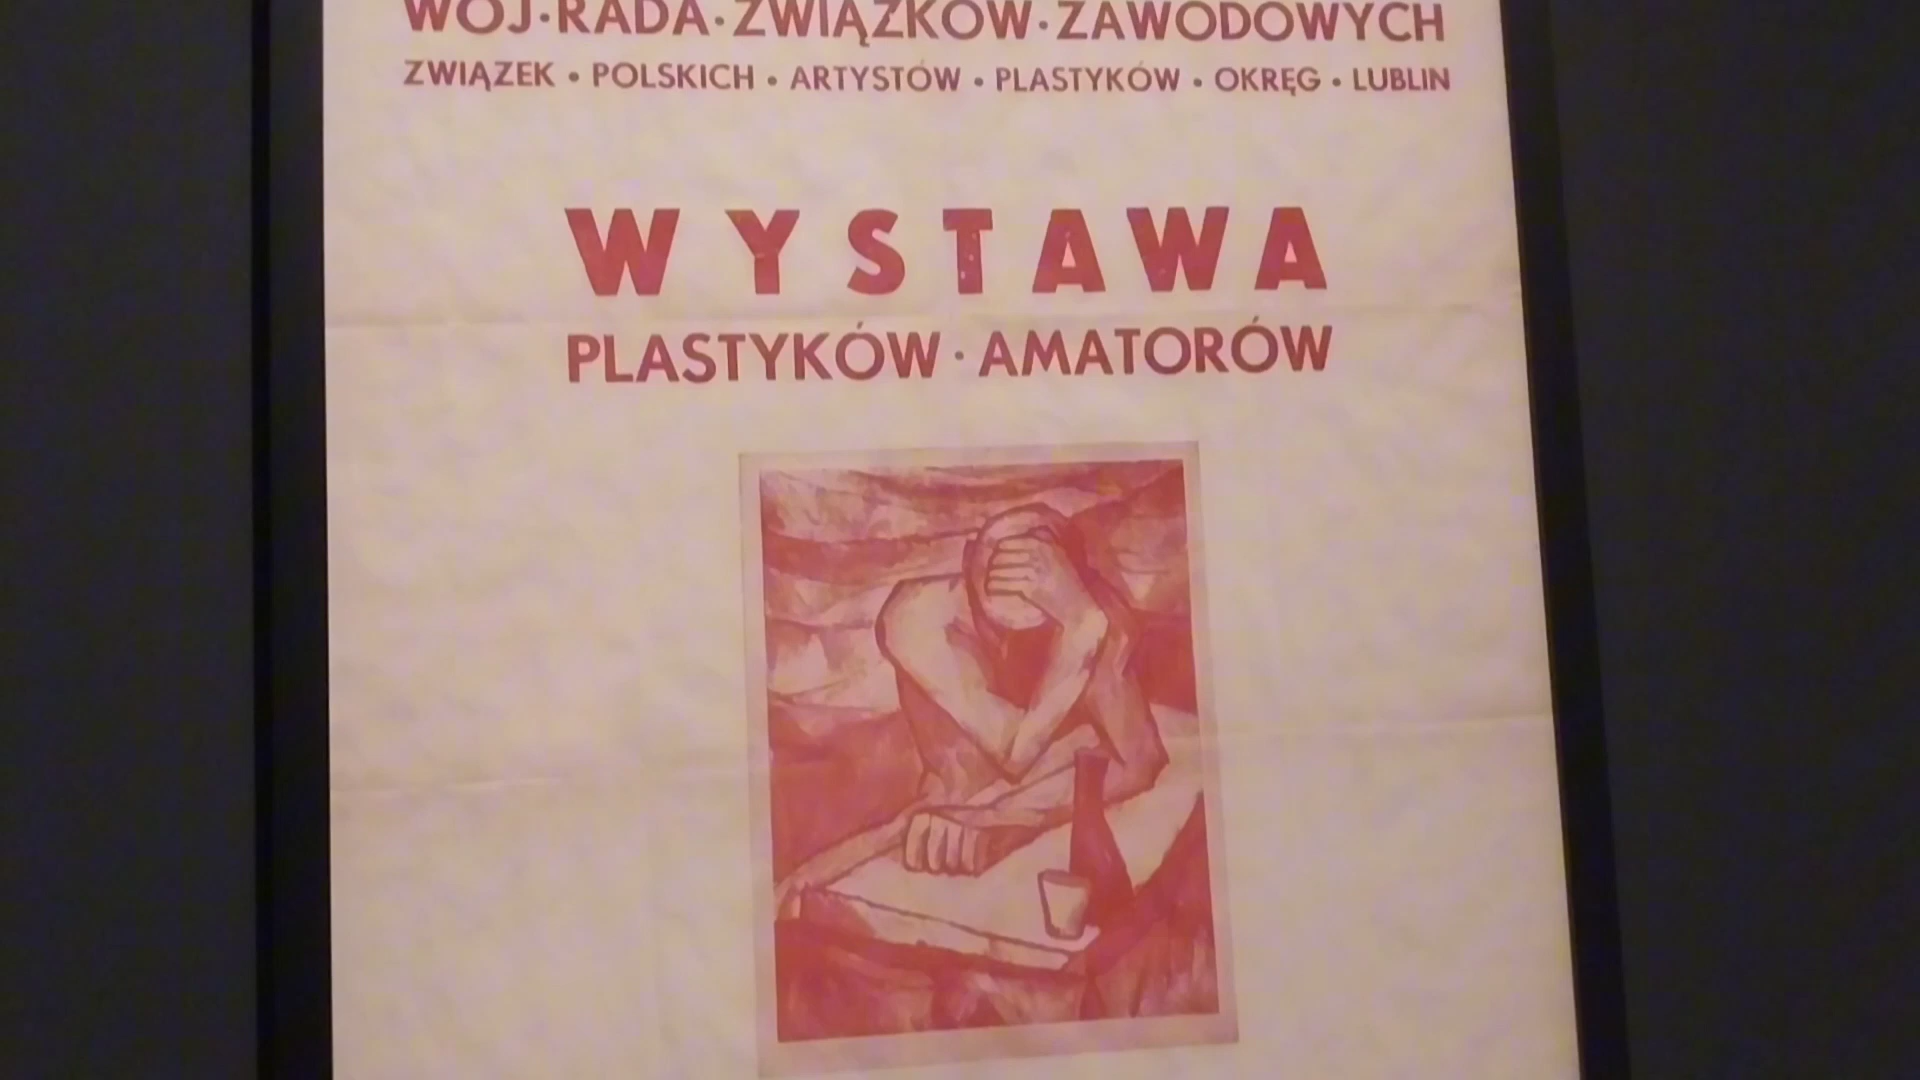 WOJ·RADA·ZWIĄZKÓW·ZAWODOWYCH
ZWIĄZEK • POLSKICH • ARTYSTÓW • PLASTYKÓW • OKRĘG • LUBLIN
WYSTAWA
PLASTYKÓW · AMATORÓW